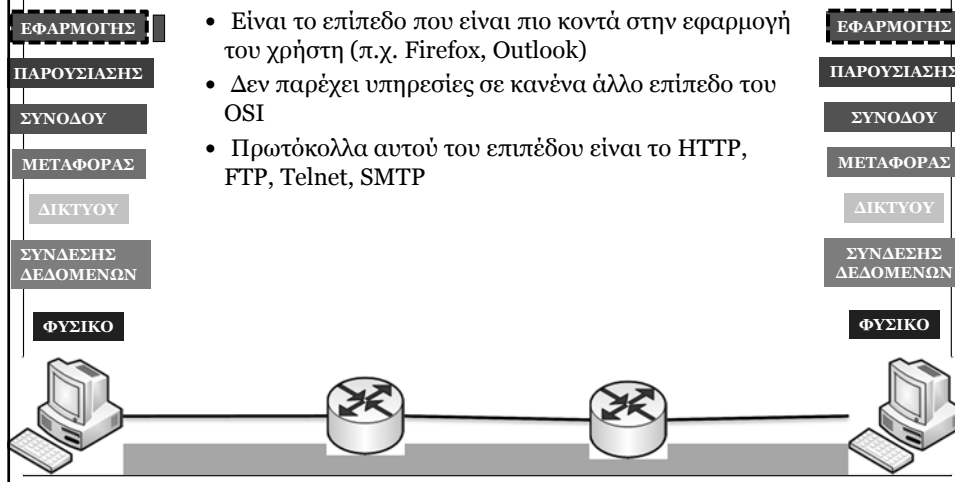 ΕΦΑΡΜΟΓΗΣ
ΠΑΡΟΥΣΙΑΣΗΣ
ΣΥΝΟΔΟΥ
ΜΕΤΑΦΟΡΑΣ
ΔΙΚΤΥΟΥ
ΣΥΝΔΕΣΗΣ
ΔΕΔΟΜΕΝΩΝ
ΦΥΣΙΚΟ
• Είναι το επίπεδο που είναι πιο κοντά στην εφαρμογή
του χρήστη (π.χ. Firefox, Outlook)
• Δεν παρέχει υπηρεσίες σε κανένα άλλο επίπεδο του
OSI
• Πρωτόκολλα αυτού του επιπέδου είναι το HTTP,
FTP, Telnet, SMTP
ΕΦΑΡΜΟΓΗΣ
ΠΑΡΟΥΣΙΑΣΗΣ
ΣΥΝΟΔΟΥ
ΜΕΤΑΦΟΡΑΣ
ΔΙΚΤΥΟΥ
ΣΥΝΔΕΣΗΣ
ΔΕΔΟΜΕΝΩΝ
ΦΥΣΙΚΟ